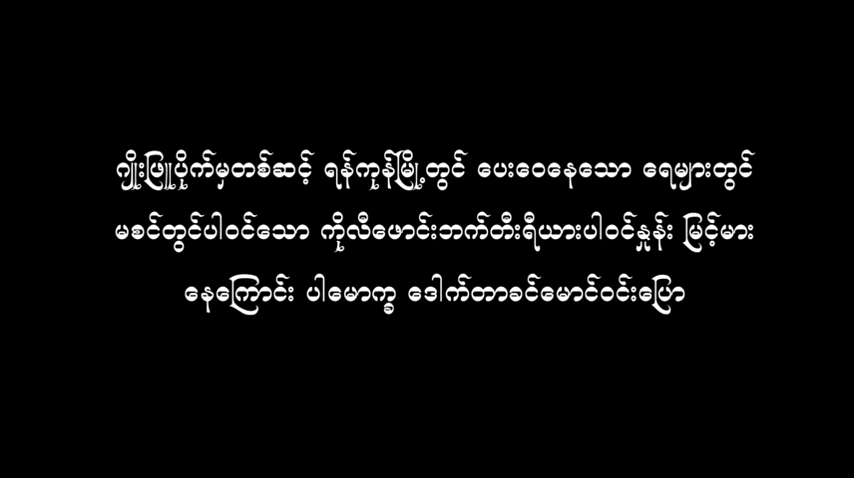 ဂျိုးဖြူပိုက်မှတစ်ဆင့် ရန်ကုန်မြို့တွင် ပေးဝေနေသော ရေများတွင်
မစင်တွင်ပါဝင်သော ကိုလီဖောင်းဘက်တီးရီယားပါဝင်နှုန်း မြင့်မား
နေကြောင်း ပါမောက္ခ ဒေါက်တာခင်မောင်ဝင်းပြော